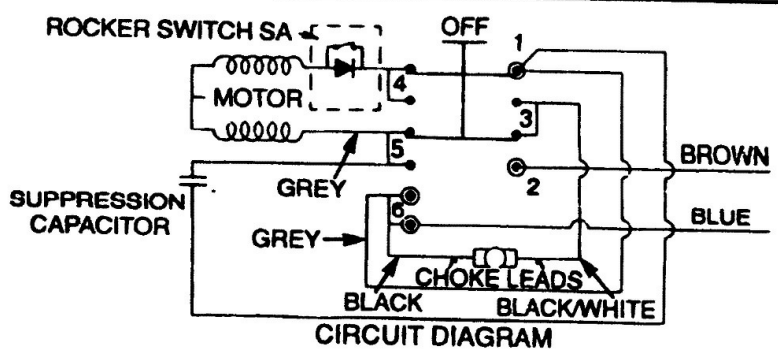 ROCKER SWITCH SA
OFF
1
4
MOTOR
3
5
BROWN
GREY
2
SUPPRESSION
CAPACITOR
6
BLUE
GREY
CHOKE LEADS
BLACK
BLACK/WHITE
CIRCUIT DIAGRAM